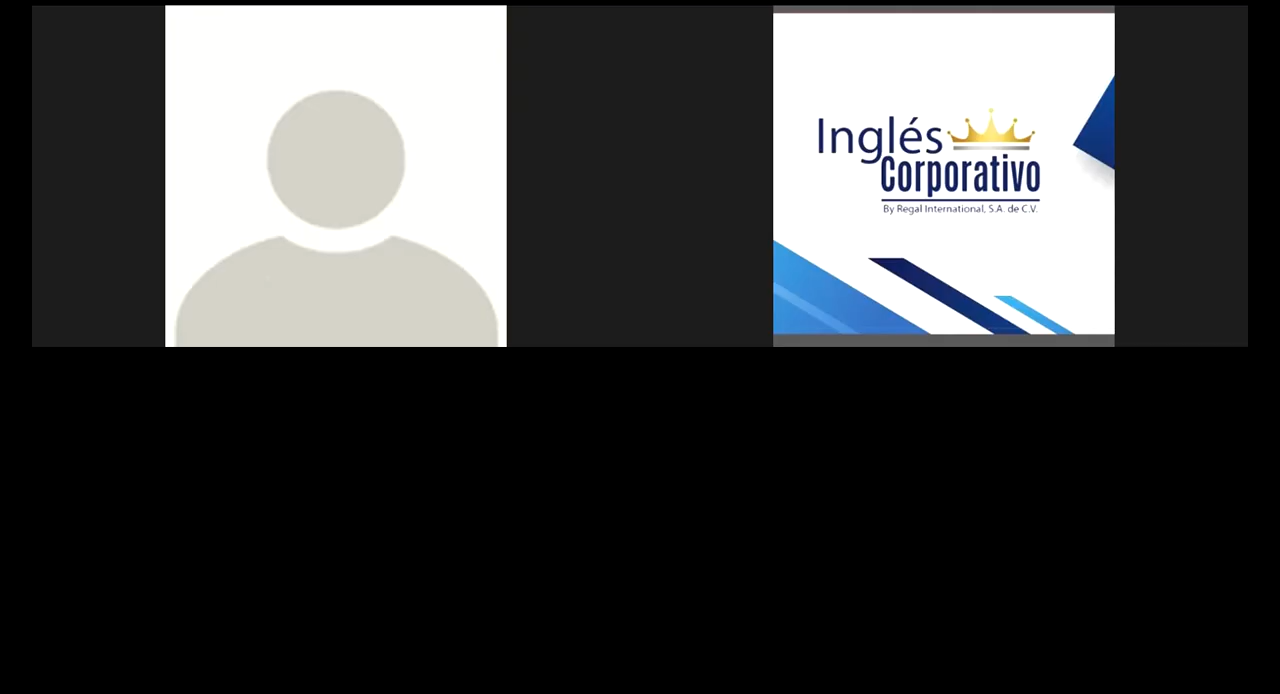 Inglés
Corporativo
By Regal International, S.A. de C.V.